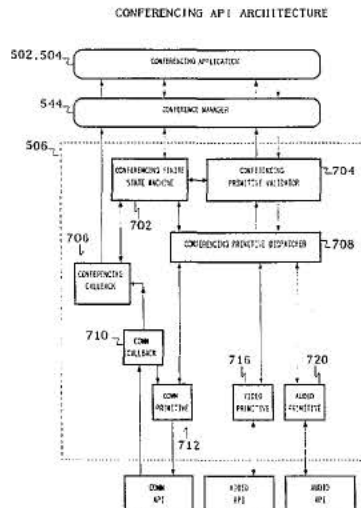 CONFERENCING API ARCHITECTURE
502,504
CONFERENCING APPLICATION
544
CONFERENCE MANAGER
506
CONFERENCING FINITE
STATE MACHINE
702
CONFERENCING
PRIMITIVE VALIDATOR
704
706
CONFERENCING PRIMITIVE DISPATCHER
708
CONFERENCING
CALLBACK
710
COMM
CALLBACK
716
720
COMM
PRIMITIVE
VIDEO
PRIMITIVE
AUDIO
PRIMITIVE
712
COMM
API
API
AUDIO
API